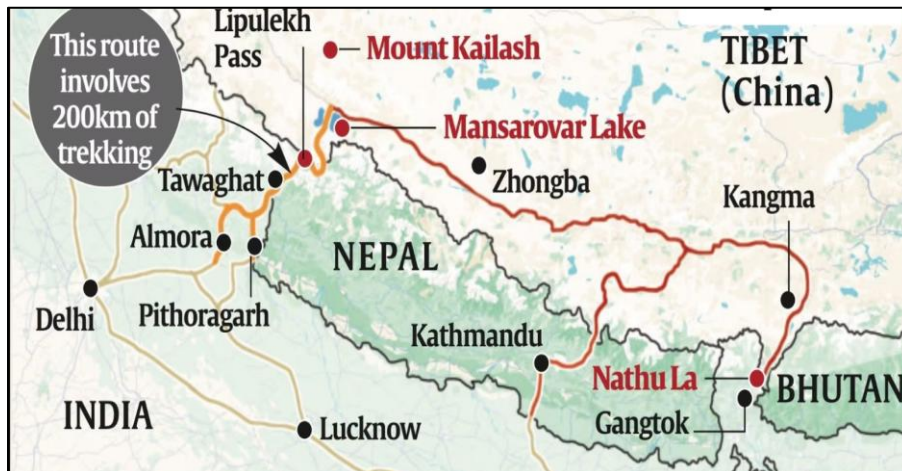 This route
involves
200km of
trekking
Lipulekh
Pass
Mount Kailash
TIBET
(China)
Mansarovar Lake
Tawaghat
Zhongba
Kangma
Almora
NEPAL
Delhi
Pithoragarh
Kathmandu
Nathu La
BHUTAN
INDIA
Gangtok
Lucknow